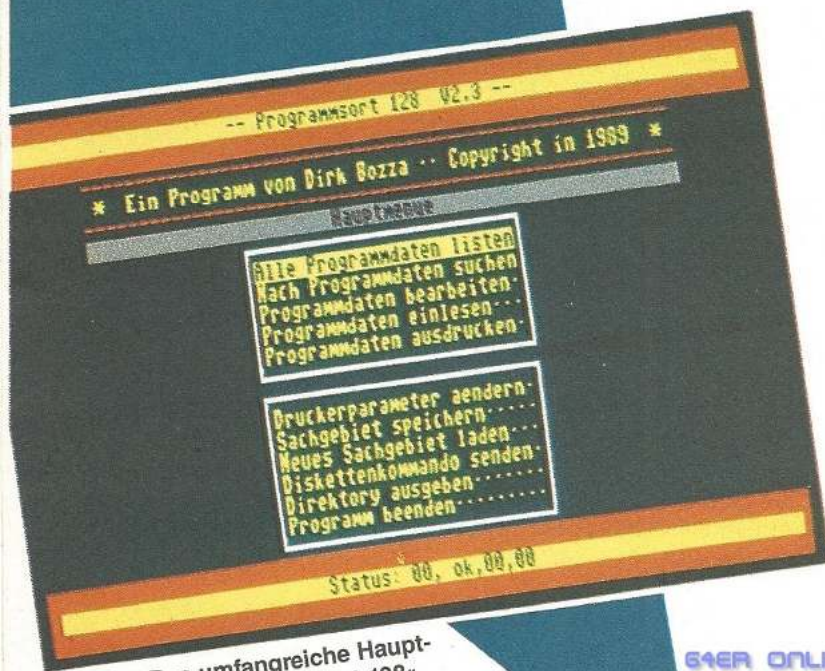 -- Programmsort 128 V2.3 --
* Ein Programm von Dirk Bozza ·· Copyright in 1989 *
Hauptmenue
Alle Programmdaten listen
Nach Programmdaten suchen
Programmdaten bearbeiten·
Programmdaten einlesen···
Programmdaten ausdrucken·
Druckerparameter aendern·
Sachgebiet speichern·····
Neues Sachgebiet laden···
Diskettenkommando senden·
Direktory ausgeben·······
Programm beenden·········
Status: 00, ok,00,00
umfangreiche Haupt-
64ER ONL